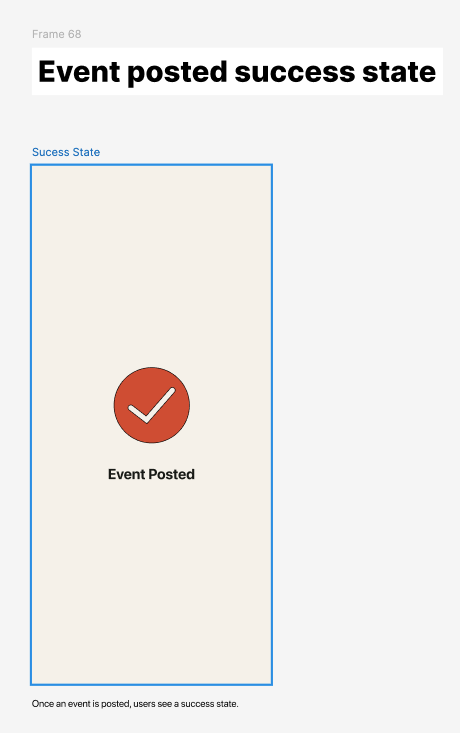 Frame 68
Event posted success state
Sucess State
Event Posted
Once an event is posted, users see a success state.